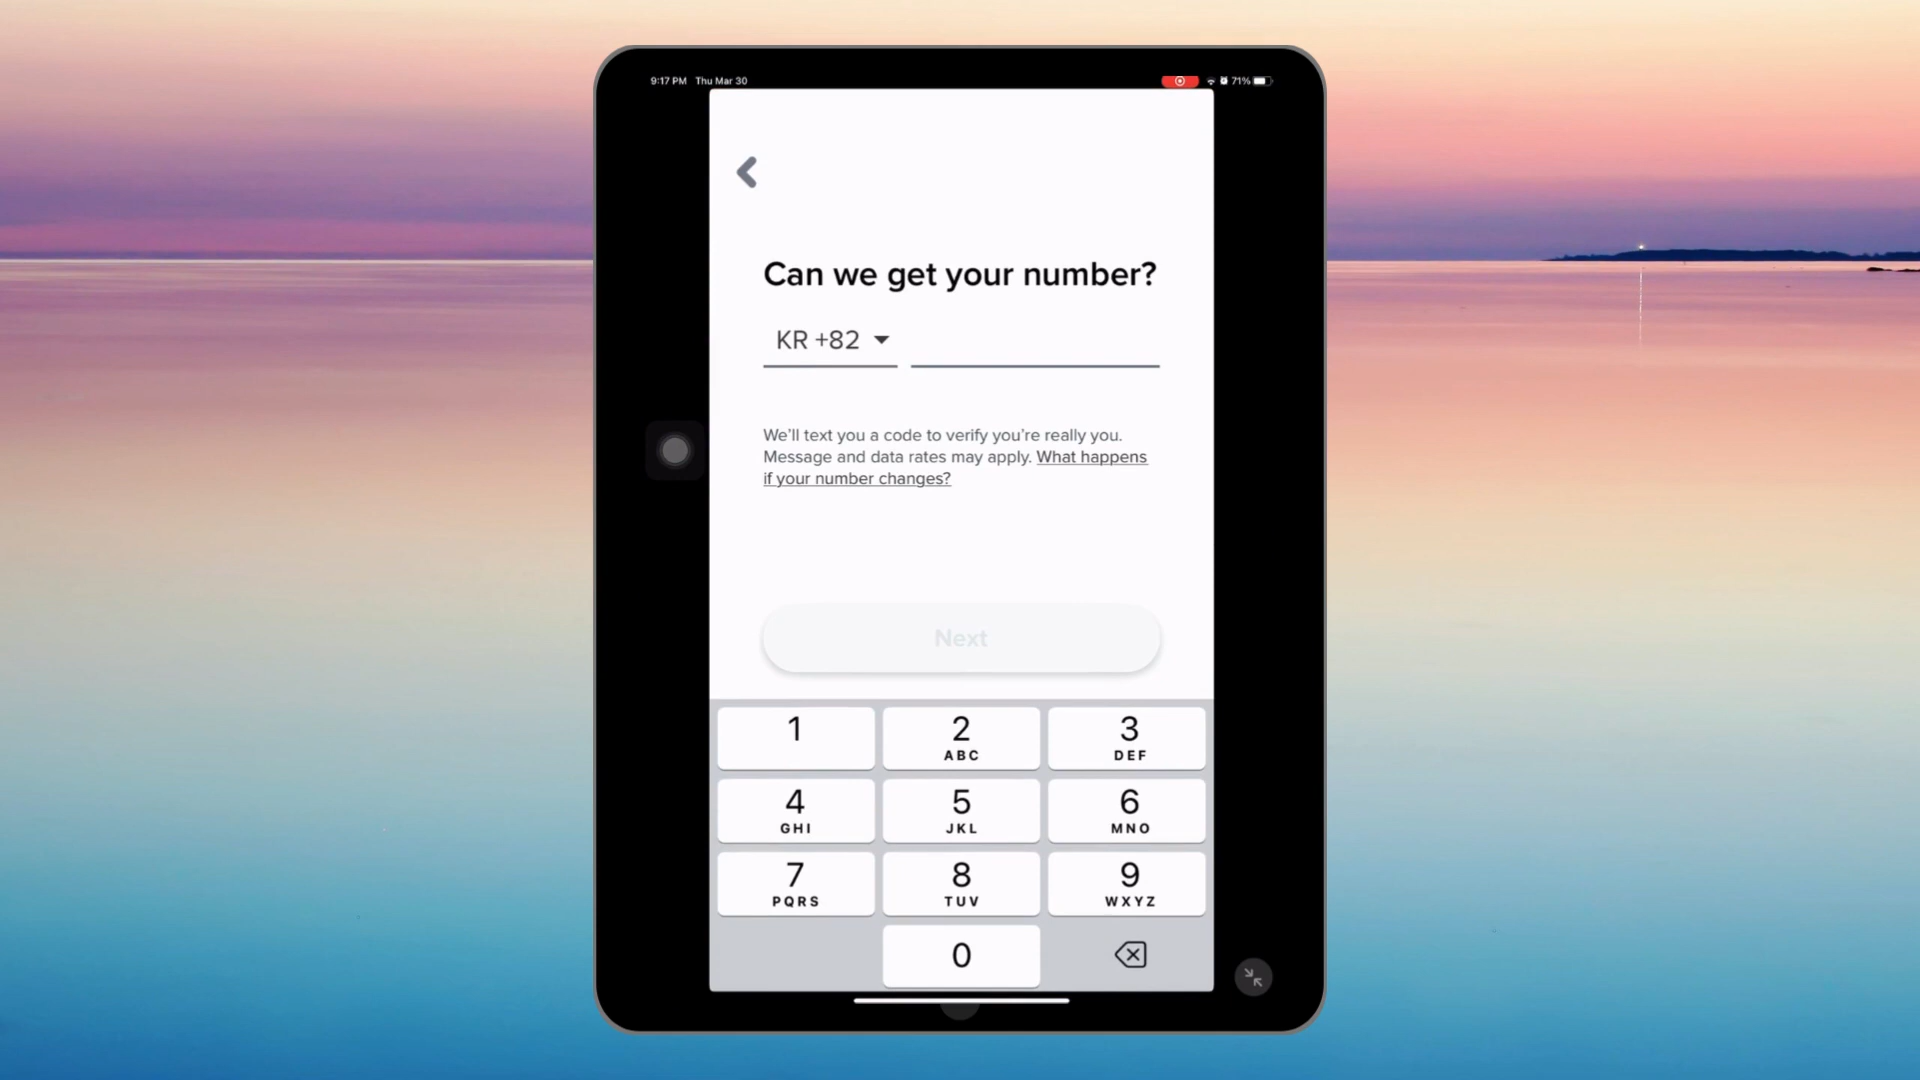 9:17 PM Thu Mar 30
71%
Can we get your number?
KR +82
We'll text you a code to verify you're really you.
Message and data rates may apply. What happens
if your number changes?
Next
1
2
ABC
3
DEF
4
GHI
5
JKL
6
MNO
7
PQRS
8
TUV
9
WXYZ
0